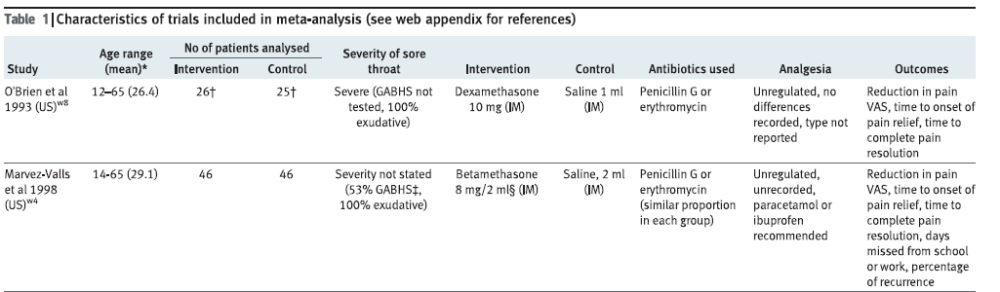 Table 1|Characteristics of trials included in meta-analysis (see web appendix for references)
No of patients analysed
Study
Age range
(mean)*
Intervention
Control
Severity of sore
throat
Intervention
Control
Antibiotics used
Analgesia
Outcomes
O'Brien et al
1993 (US)w8
12–65 (26.4)
26†
25†
Severe (GABHS not
tested, 100%
exudative)
Dexamethasone
10 mg (IM)
Saline 1 ml
(IM)
Penicillin G or
erythromycin
Unregulated, no
differences
recorded, type not
reported
Reduction in pain
VAS, time to onset of
pain relief, time to
complete pain
resolution
Marvez-Valls
et al 1998
(US)w4
14-65 (29.1)
46
46
Severity not stated
(53% GABHS‡,
100% exudative)
Betamethasone
8 mg/2 ml§ (IM)
Saline, 2 ml
(IM)
Penicillin G or
erythromycin
(similar proportion
in each group)
Unregulated,
unrecorded,
paracetamol or
ibuprofen
recommended
Reduction in pain
VAS, time to onset of
pain relief, time to
complete pain
resolution, days
missed from school
or work, percentage
of recurrence